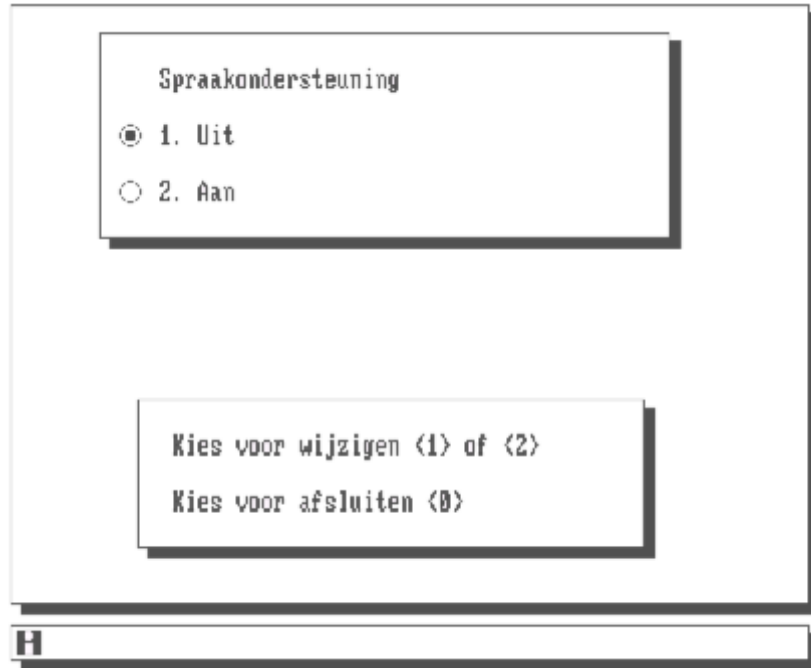 Spraakondersteuning
1. Uit
2. Aan
Kies voor wijzigen <1> of <2>
Kies voor afsluiten <0>
H